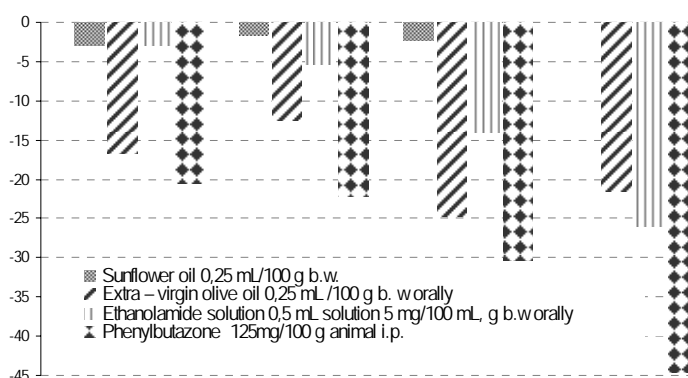 0
-5
-10
-15
-20
-25
-30
-35
-40
-45
Sunflower oil 0,25 mL/100 g b.w.
Extra – virgin olive oil 0,25 mL /100 g b. w orally
Ethanolamide solution 0,5 mL solution 5 mg/100 mL, g b.w orally
Phenylbutazone 125mg/100 g animal i.p.